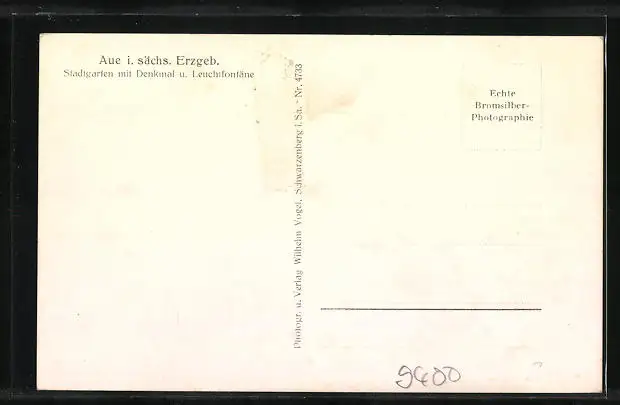 Aue i. sächs. Erzgeb.
Stadtgarten mit Denkmal u. Leuchtfontäne
Photogr. u. Verlag Wilhelm Vogel, Schwarzenberg i. Sa. - Nr. 4733
Echte
Bromsilber-
Photographie
9400